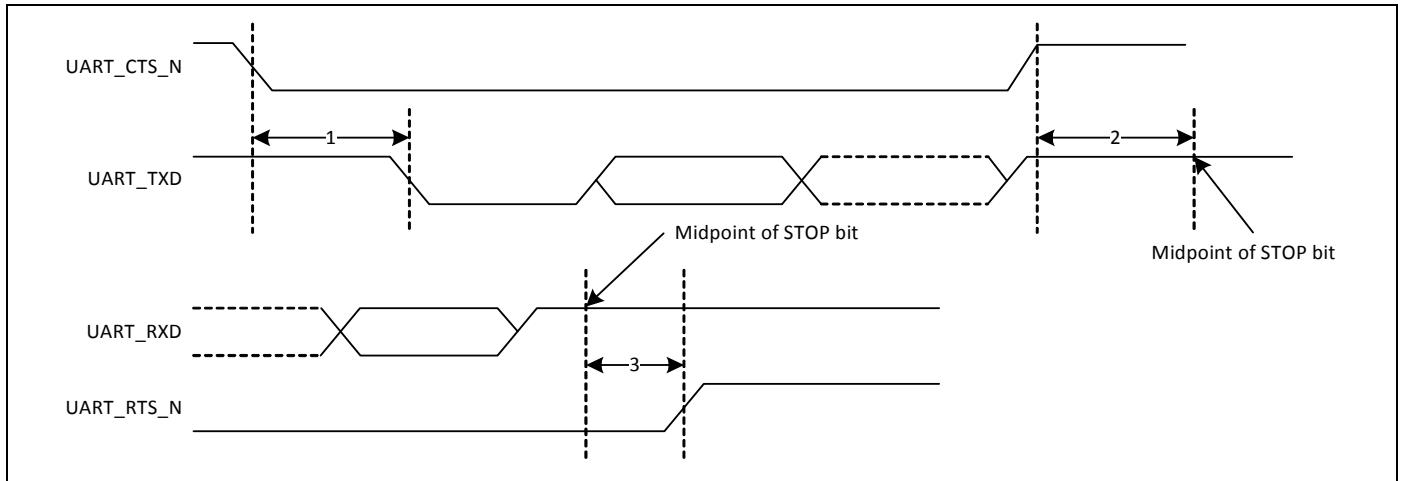 UART_CTS_N
1
2
UART_TXD
Midpoint of STOP bit
Midpoint of STOP bit
UART_RXD
3
UART_RTS_N